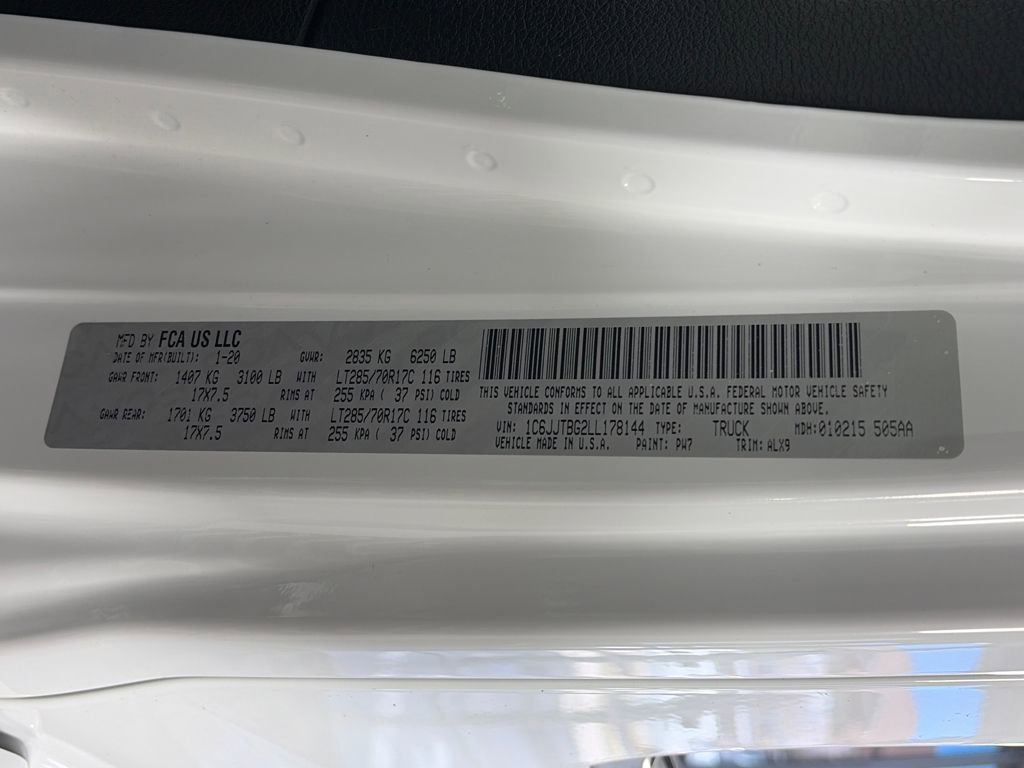 MFD BY FCA US LLC
DATE OF MFR(BUILT): 1-20 GVWR: 2835 KG 6250 LB
GAWR FRONT: 1407 KG 3100 LB WITH LT285/70R17C 116 TIRES
17X7.5 RIMS AT 255 KPA ( 37 PSI) COLD
GAWR REAR: 1701 KG 3750 LB WITH LT285/70R17C 116 TIRES
17X7.5 RIMS AT 255 KPA ( 37 PSI) COLD
THIS VEHICLE CONFORMS TO ALL APPLICABLE U.S.A. FEDERAL MOTOR VEHICLE SAFETY
STANDARDS IN EFFECT ON THE DATE OF MANUFACTURE SHOWN ABOVE.
VIN: 1C6JJTBG2LL178144 TYPE: TRUCK MDH: 010215 505AA
VEHICLE MADE IN U.S.A. PAINT: PW7 TRIM: ALX9